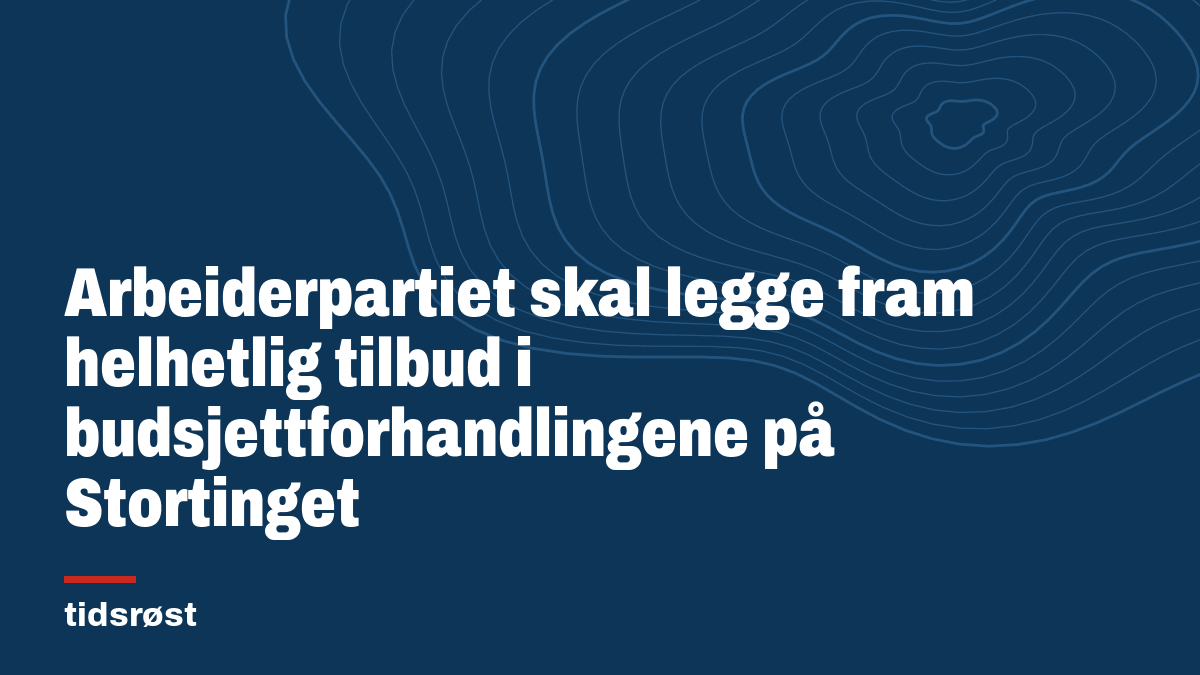 Arbeiderpartiet skal legge fram
helhetlig tilbud i
budsjettforhandlingene på
Stortinget
tidsrøst